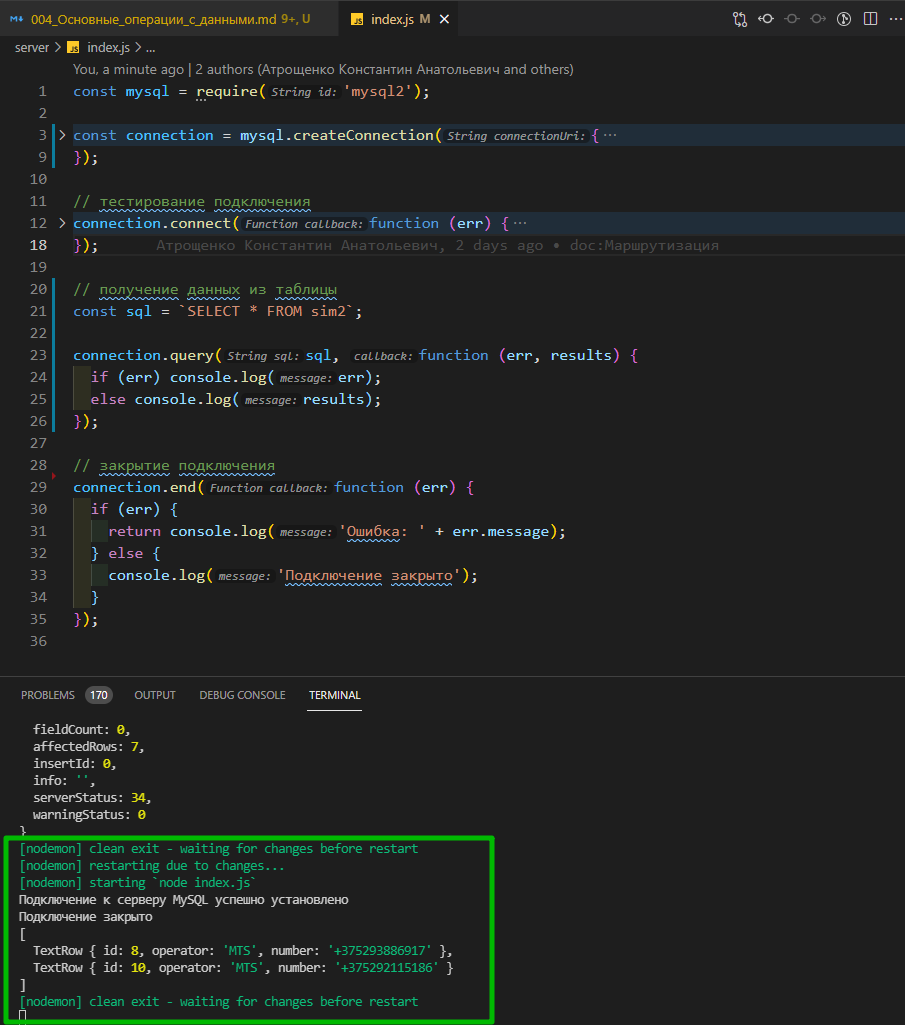 004_Основные_операции_с_данными.md 9+, U
index.js M
server > index.js > ...
You, a minute ago | 2 authors (Атрощенко Константин Анатольевич and others)
1 const mysql = require( String id: 'mysql2');
2
3 const connection = mysql.createConnection( String connectionUri: { ...
9 });
10
11 // тестирование подключения
12 connection.connect( Function callback: function (err) { ...
18 }); Атрощенко Константин Анатольевич, 2 days ago • doc:Маршрутизация
19
20 // получение данных из таблицы
21 const sql = `SELECT * FROM sim2`;
22
23 connection.query( String sql: sql, callback: function (err, results) {
24 if (err) console.log( message: err);
25 else console.log( message: results);
26 });
27
28 // закрытие подключения
29 connection.end( Function callback: function (err) {
30 if (err) {
31 return console.log( message: 'Ошибка: ' + err.message);
32 } else {
33 console.log( message: 'Подключение закрыто');
34 }
35 });
36
PROBLEMS 170 OUTPUT DEBUG CONSOLE TERMINAL
fieldCount: 0,
affectedRows: 7,
insertId: 0,
info: '',
serverStatus: 34,
warningStatus: 0
}
[nodemon] clean exit - waiting for changes before restart
[nodemon] restarting due to changes...
[nodemon] starting `node index.js`
Подключение к серверу MySQL успешно установлено
Подключение закрыто
[
TextRow { id: 8, operator: 'MTS', number: '+375293886917' },
TextRow { id: 10, operator: 'MTS', number: '+375292115186' }
]
[nodemon] clean exit - waiting for changes before restart